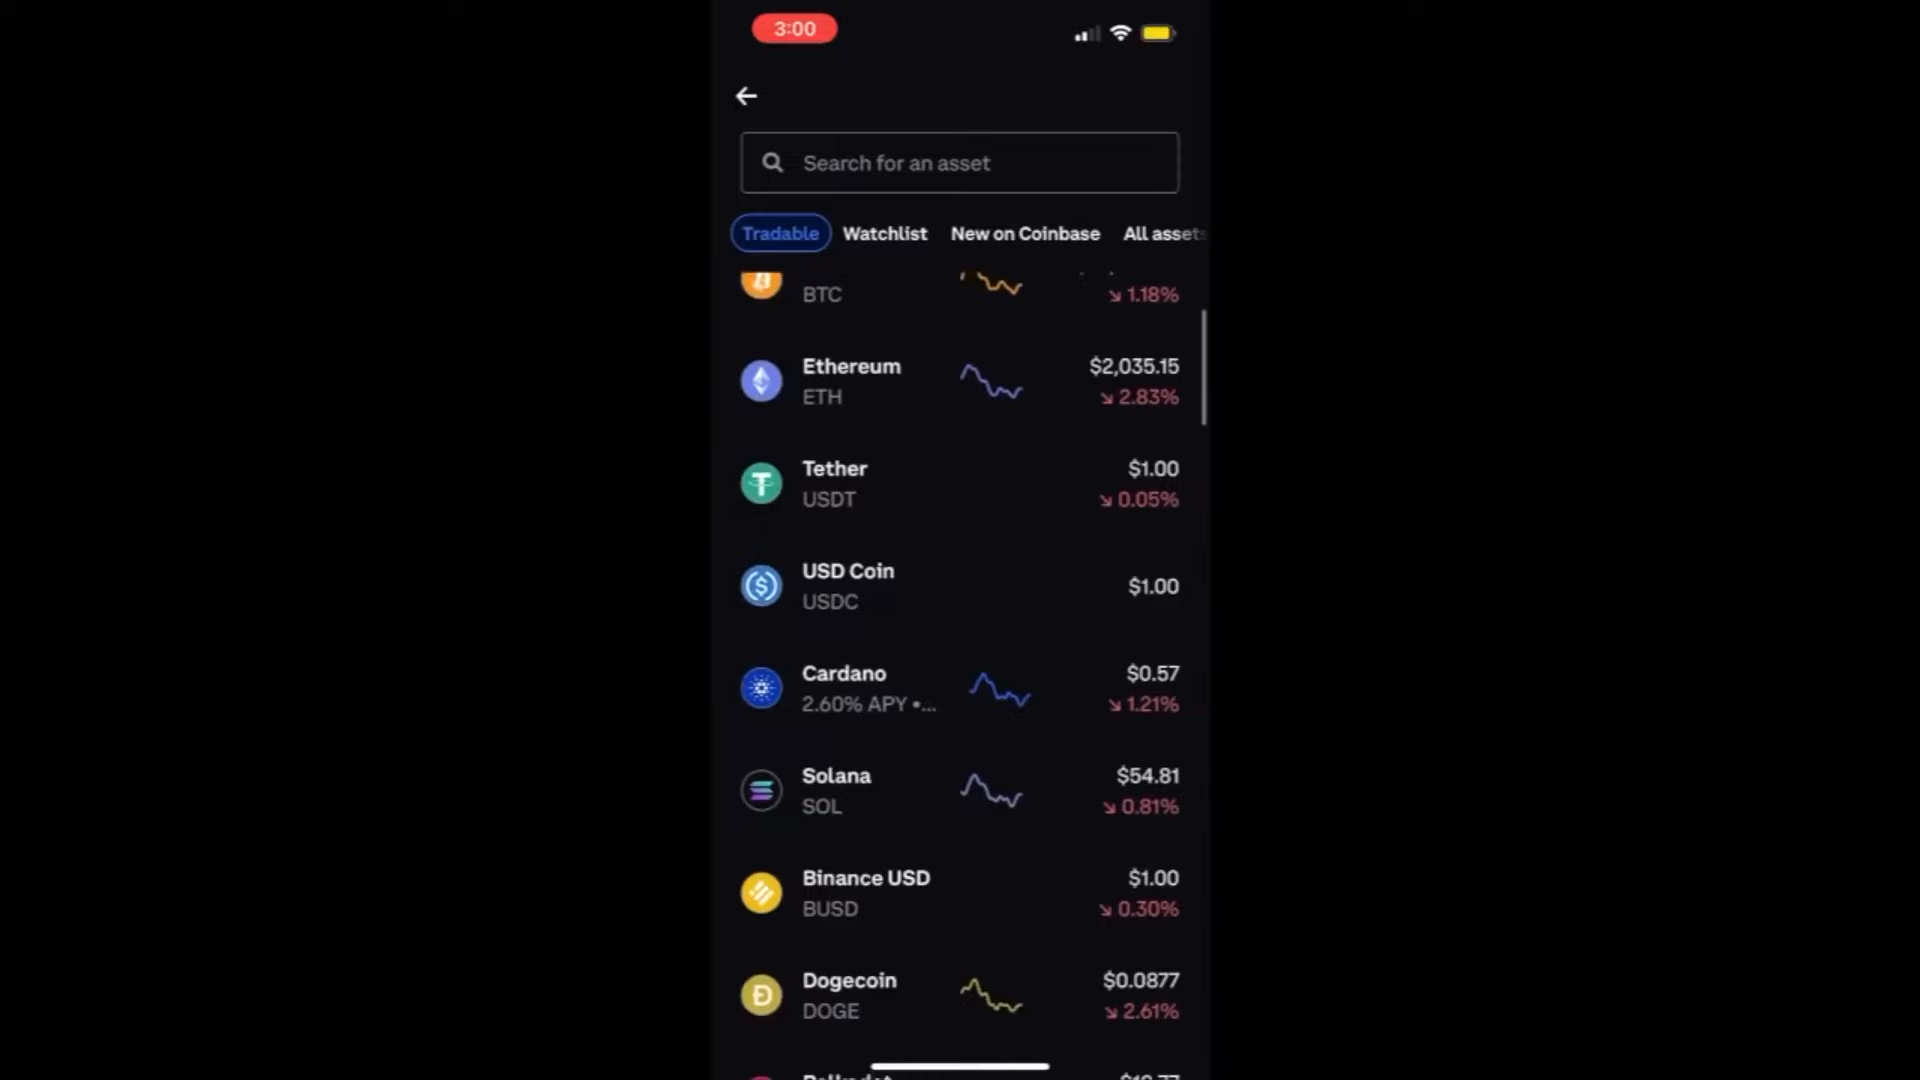 3:00
Search for an asset
Tradable Watchlist New on Coinbase All assets
BTC ↘ 1.18%
Ethereum $2,035.15
ETH ↘ 2.83%
Tether $1.00
USDT ↘ 0.05%
USD Coin
$1.00
USDC
Cardano $0.57
2.60% APY •... ↘ 1.21%
Solana $54.81
SOL ↘ 0.81%
Binance USD $1.00
BUSD ↘ 0.30%
Dogecoin $0.0877
DOGE ↘ 2.61%